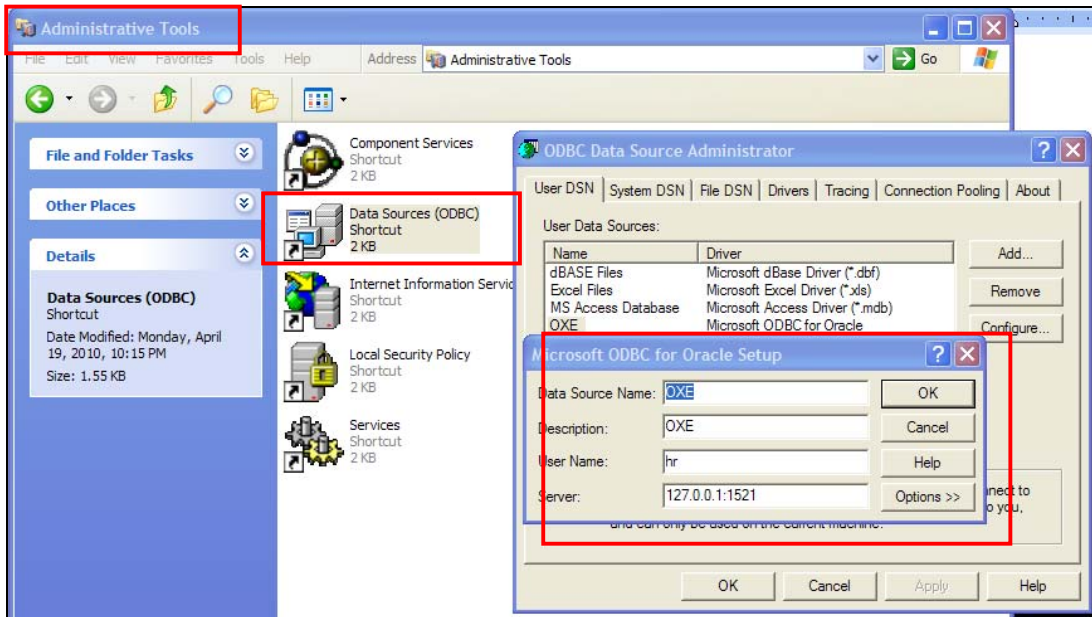 Administrative Tools
File Edit View Favorites Tools Help Address Administrative Tools Go
File and Folder Tasks
Other Places
Details
Data Sources (ODBC)
Shortcut
Date Modified: Monday, April
19, 2010, 10:15 PM
Size: 1.55 KB
Component Services
Shortcut
2 KB
Data Sources (ODBC)
Shortcut
2 KB
Internet Information Servic
Shortcut
2 KB
Local Security Policy
Shortcut
2 KB
Services
Shortcut
2 KB
ODBC Data Source Administrator
User DSN System DSN File DSN Drivers Tracing Connection Pooling About
User Data Sources:
Name Driver
dBASE Files Microsoft dBase Driver (*.dbf)
Excel Files Microsoft Excel Driver (*.xls)
MS Access Database Microsoft Access Driver (*.mdb)
OXE Microsoft ODBC for Oracle
Add...
Remove
Configure...
Microsoft ODBC for Oracle Setup
Data Source Name: OXE OK
Description: OXE Cancel
User Name: hr Help
Server: 127.0.0.1:1521 Options >>
to
to you,
and can only be used on the current machine.
OK Cancel Apply Help